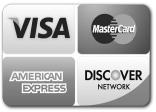 VISA
MasterCard
AMERICAN
EXPRESS
DISCOVER
NETWORK